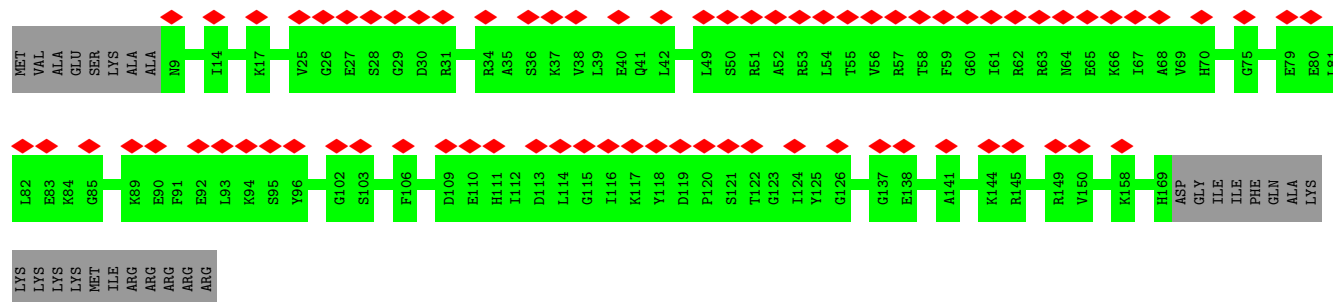 MET VAL ALA GLU SER LYS ALA ALA N9 I14 K17 V25 G26 E27 S28 G29 D30 R31 R34 A35 S36 K37 V38 L39 E40 Q41 L42 L49 S50 R51 A52 R53 L54 T55 V56 R57 T58 F59 G60 I61 R62 R63 N64 E65 K66 I67 A68 V69 H70 G75 E79 E80 L81
L82 E83 K84 G85 K89 E90 F91 E92 L93 K94 S95 Y96 G102 S103 F106 D109 E110 H111 I112 D113 L114 G115 I116 K117 Y118 D119 P120 S121 T122 G123 I124 Y125 G126 G137 E138 A141 K144 R145 R149 V150 K158 H169 ASP GLY ILE ILE PHE GLN ALA LYS
LYS LYS LYS LYS MET ILE ARG ARG ARG ARG ARG